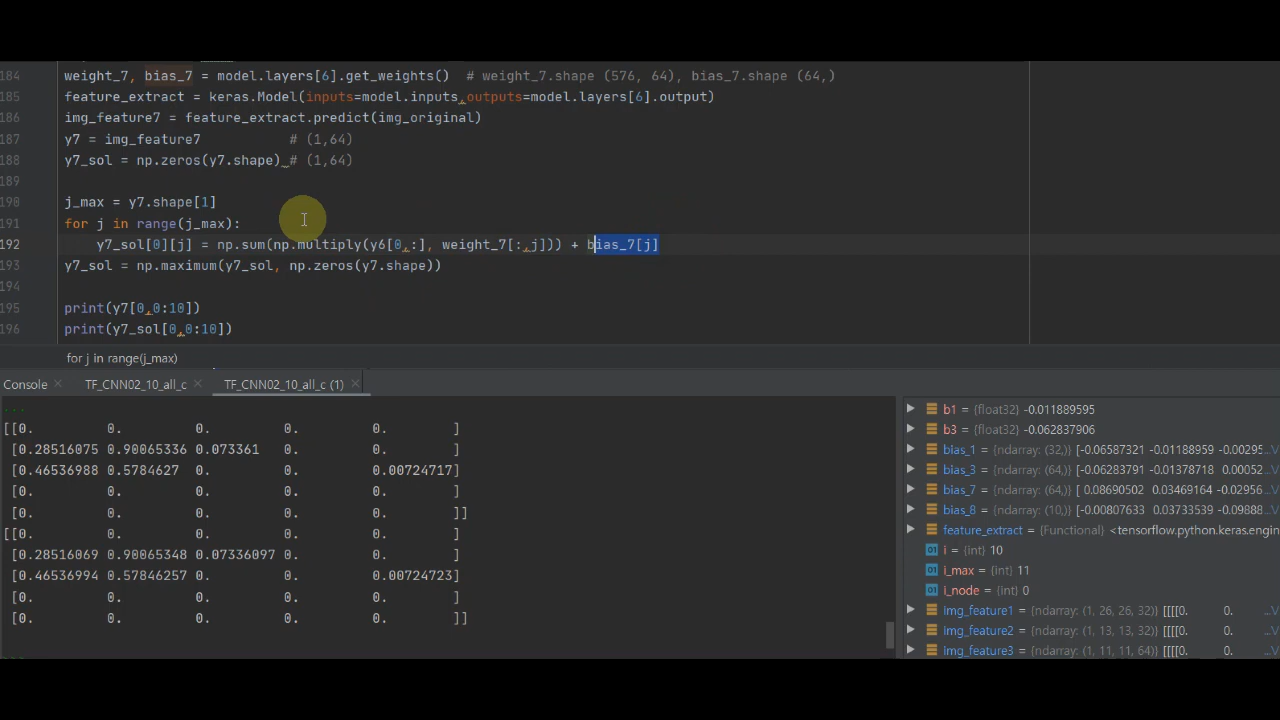 184 weight_7, bias_7 = model.layers[6].get_weights()  # weight_7.shape (576, 64), bias_7.shape (64,)
185 feature_extract = keras.Model(inputs=model.inputs,outputs=model.layers[6].output)
186 img_feature7 = feature_extract.predict(img_original)
187 y7 = img_feature7           # (1,64)
188 y7_sol = np.zeros(y7.shape) # (1,64)
189
190 j_max = y7.shape[1]
191 for j in range(j_max):
192     y7_sol[0][j] = np.sum(np.multiply(y6[0,:], weight_7[:,j])) + bias_7[j]
193 y7_sol = np.maximum(y7_sol, np.zeros(y7.shape))
194
195 print(y7[0,0:10])
196 print(y7_sol[0,0:10])
for j in range(j_max)
Console TF_CNN02_10_all_c TF_CNN02_10_all_c (1)
...
[[0. 0. 0. 0. 0. ]
[0.28516075 0.90065336 0.073361 0. 0. ]
[0.46536988 0.5784627 0. 0. 0.00724717]
[0. 0. 0. 0. 0. ]
[0. 0. 0. 0. 0. ]]
[[0. 0. 0. 0. 0. ]
[0.28516069 0.90065348 0.07336097 0. 0. ]
[0.46536994 0.57846257 0. 0. 0.00724723]
[0. 0. 0. 0. 0. ]
[0. 0. 0. 0. 0. ]]
b1 = {float32} -0.011889595
b3 = {float32} -0.062837906
bias_1 = {ndarray: (32,)} [-0.06587321 -0.01188959 -0.00295...V
bias_3 = {ndarray: (64,)} [-0.06283791 -0.01378718 0.00052...V
bias_7 = {ndarray: (64,)} [ 0.08690502 0.03469164 -0.02956...V
bias_8 = {ndarray: (10,)} [-0.00807633 0.03733539 -0.09888...V
feature_extract = {Functional} <tensorflow.python.keras.engin
i = {int} 10
i_max = {int} 11
i_node = {int} 0
img_feature1 = {ndarray: (1, 26, 26, 32)} [[[[0. 0. ...V
img_feature2 = {ndarray: (1, 13, 13, 32)} [[[[0. 0. ...V
img_feature3 = {ndarray: (1, 11, 11, 64)} [[[[0. 0. ...V